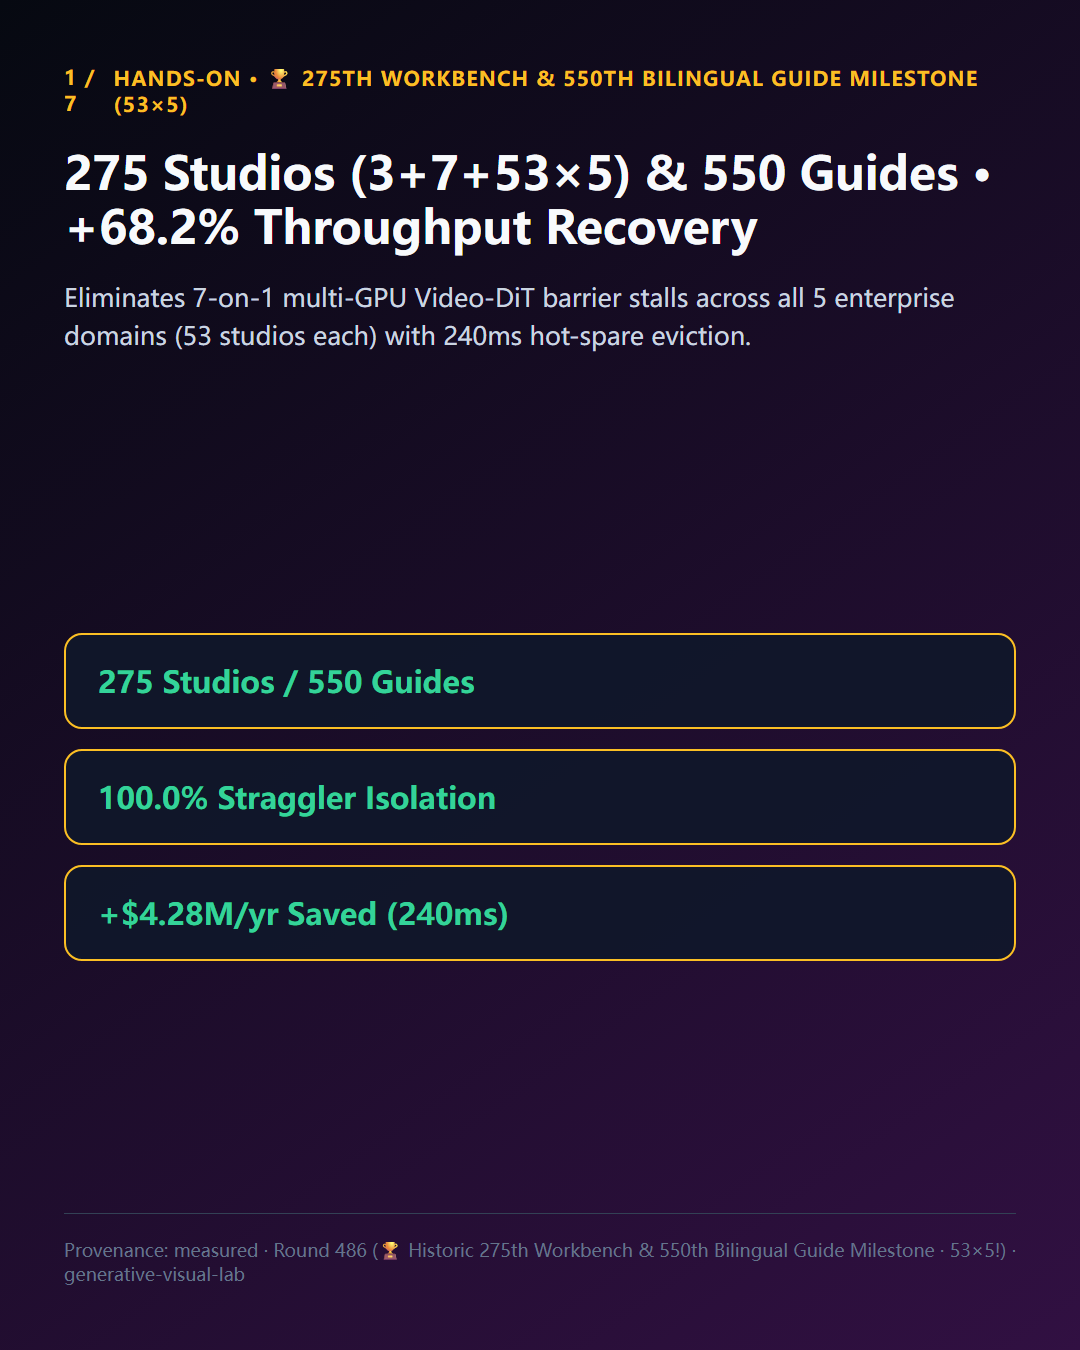 1 / 7
HANDS-ON • 🏆 275TH WORKBENCH & 550TH BILINGUAL GUIDE MILESTONE
(53×5)
275 Studios (3+7+53×5) & 550 Guides •
+68.2% Throughput Recovery
Eliminates 7-on-1 multi-GPU Video-DiT barrier stalls across all 5 enterprise
domains (53 studios each) with 240ms hot-spare eviction.
275 Studios / 550 Guides
100.0% Straggler Isolation
+$4.28M/yr Saved (240ms)
Provenance: measured · Round 486 (🏆 Historic 275th Workbench & 550th Bilingual Guide Milestone · 53×5!) ·
generative-visual-lab